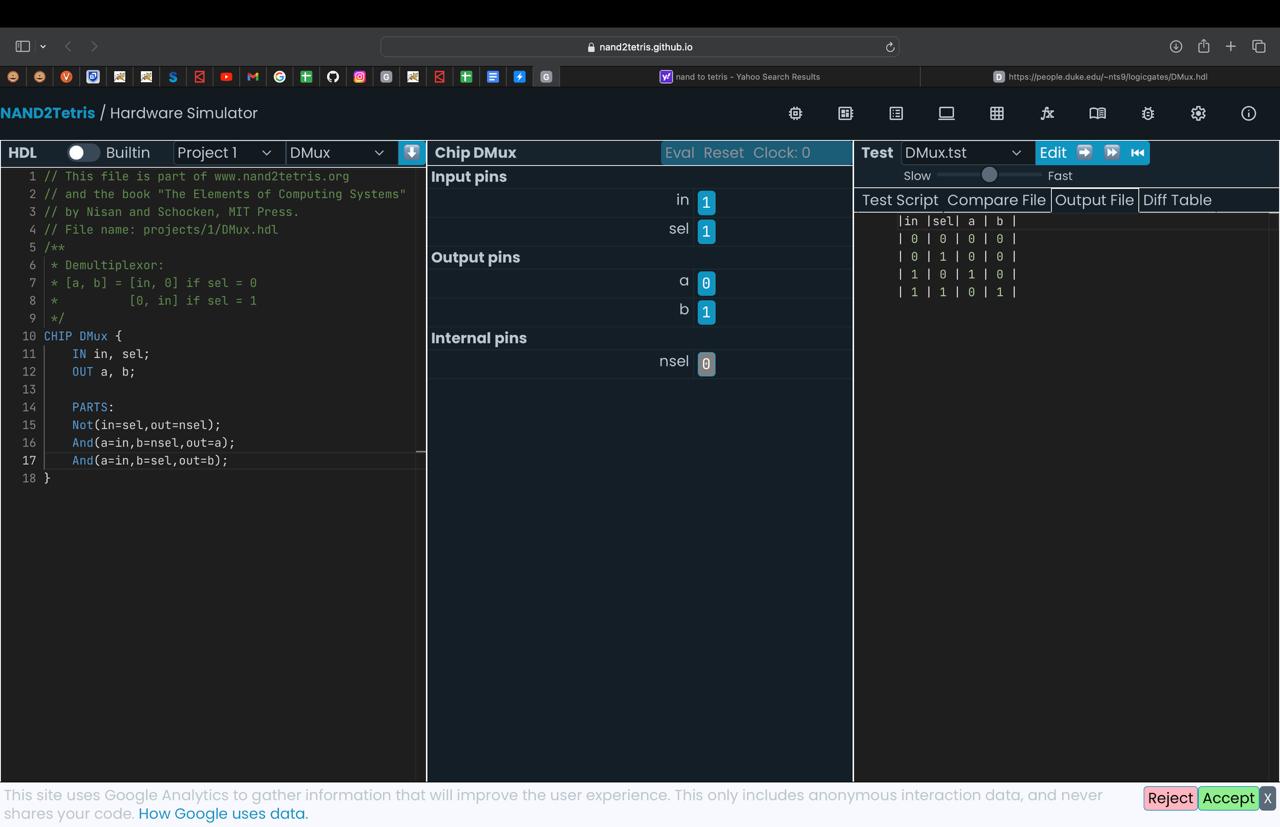 nand2tetris.github.io
nand to tetris - Yahoo Search Results
https://people.duke.edu/~nts9/logicgates/DMux.hdl
NAND2Tetris / Hardware Simulator
HDL Builtin Project 1 DMux
1 // This file is part of www.nand2tetris.org
2 // and the book "The Elements of Computing Systems"
3 // by Nisan and Schocken, MIT Press.
4 // File name: projects/1/DMux.hdl
5 /**
6 * Demultiplexor:
7 * [a, b] = [in, 0] if sel = 0
8 * [0, in] if sel = 1
9 */
10 CHIP DMux {
11 IN in, sel;
12 OUT a, b;
13
14 PARTS:
15 Not(in=sel,out=nsel);
16 And(a=in,b=nsel,out=a);
17 And(a=in,b=sel,out=b);
18 }
Chip DMux Eval Reset Clock: 0
Input pins
in 1
sel 1
Output pins
a 0
b 1
Internal pins
nsel 0
Test DMux.tst Edit
Slow Fast
Test Script Compare File Output File Diff Table
|in |sel| a | b |
| 0 | 0 | 0 | 0 |
| 0 | 1 | 0 | 0 |
| 1 | 0 | 1 | 0 |
| 1 | 1 | 0 | 1 |
This site uses Google Analytics to gather information that will improve the user experience. This only includes anonymous interaction data, and never
shares your code. How Google uses data.
Reject Accept X